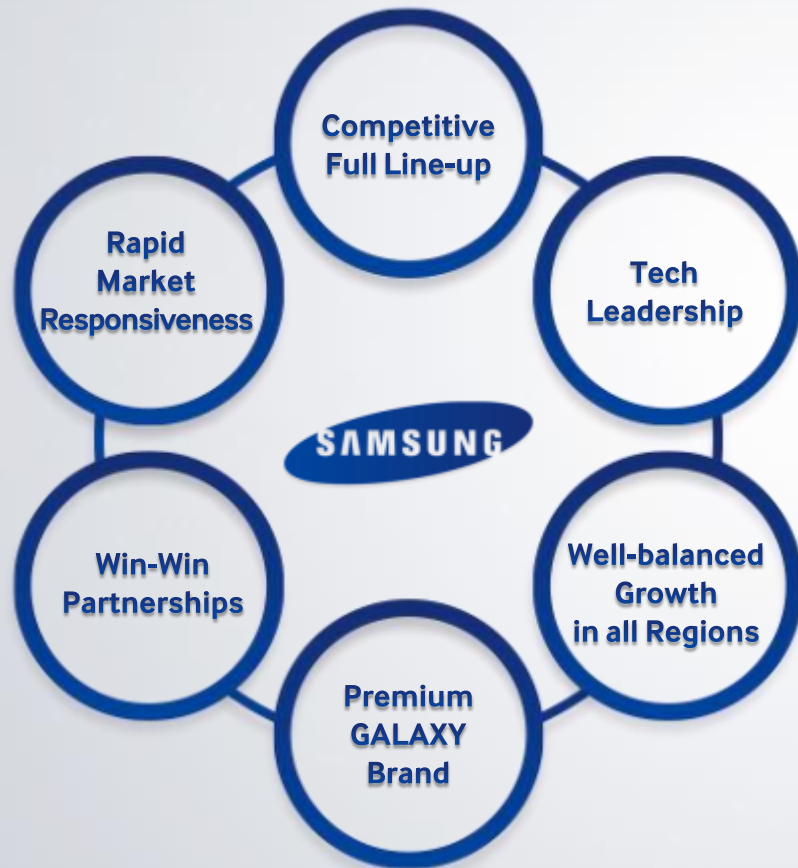 Competitive
Full Line-up
Rapid
Market
Responsiveness
Tech
Leadership
SAMSUNG
Win-Win
Partnerships
Well-balanced
Growth
in all Regions
Premium
GALAXY
Brand